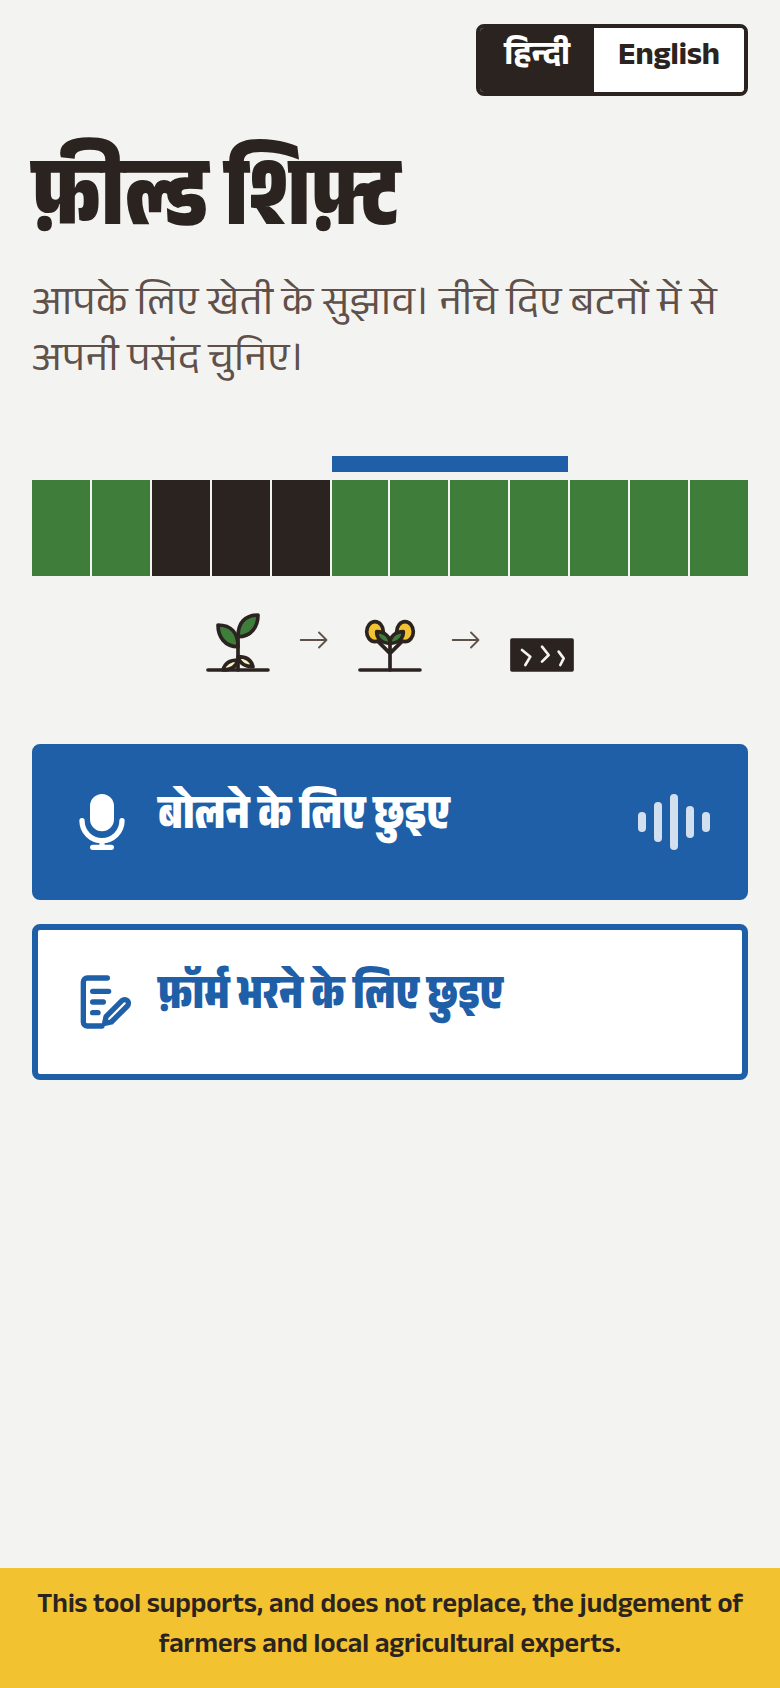 हिन्दी English
फ़ील्ड शिफ़्ट
आपके लिए खेती के सुझाव। नीचे दिए बटनों में से
अपनी पसंद चुनिए।
बोलने के लिए छुइए
फ़ॉर्म भरने के लिए छुइए
This tool supports, and does not replace, the judgement of
farmers and local agricultural experts.